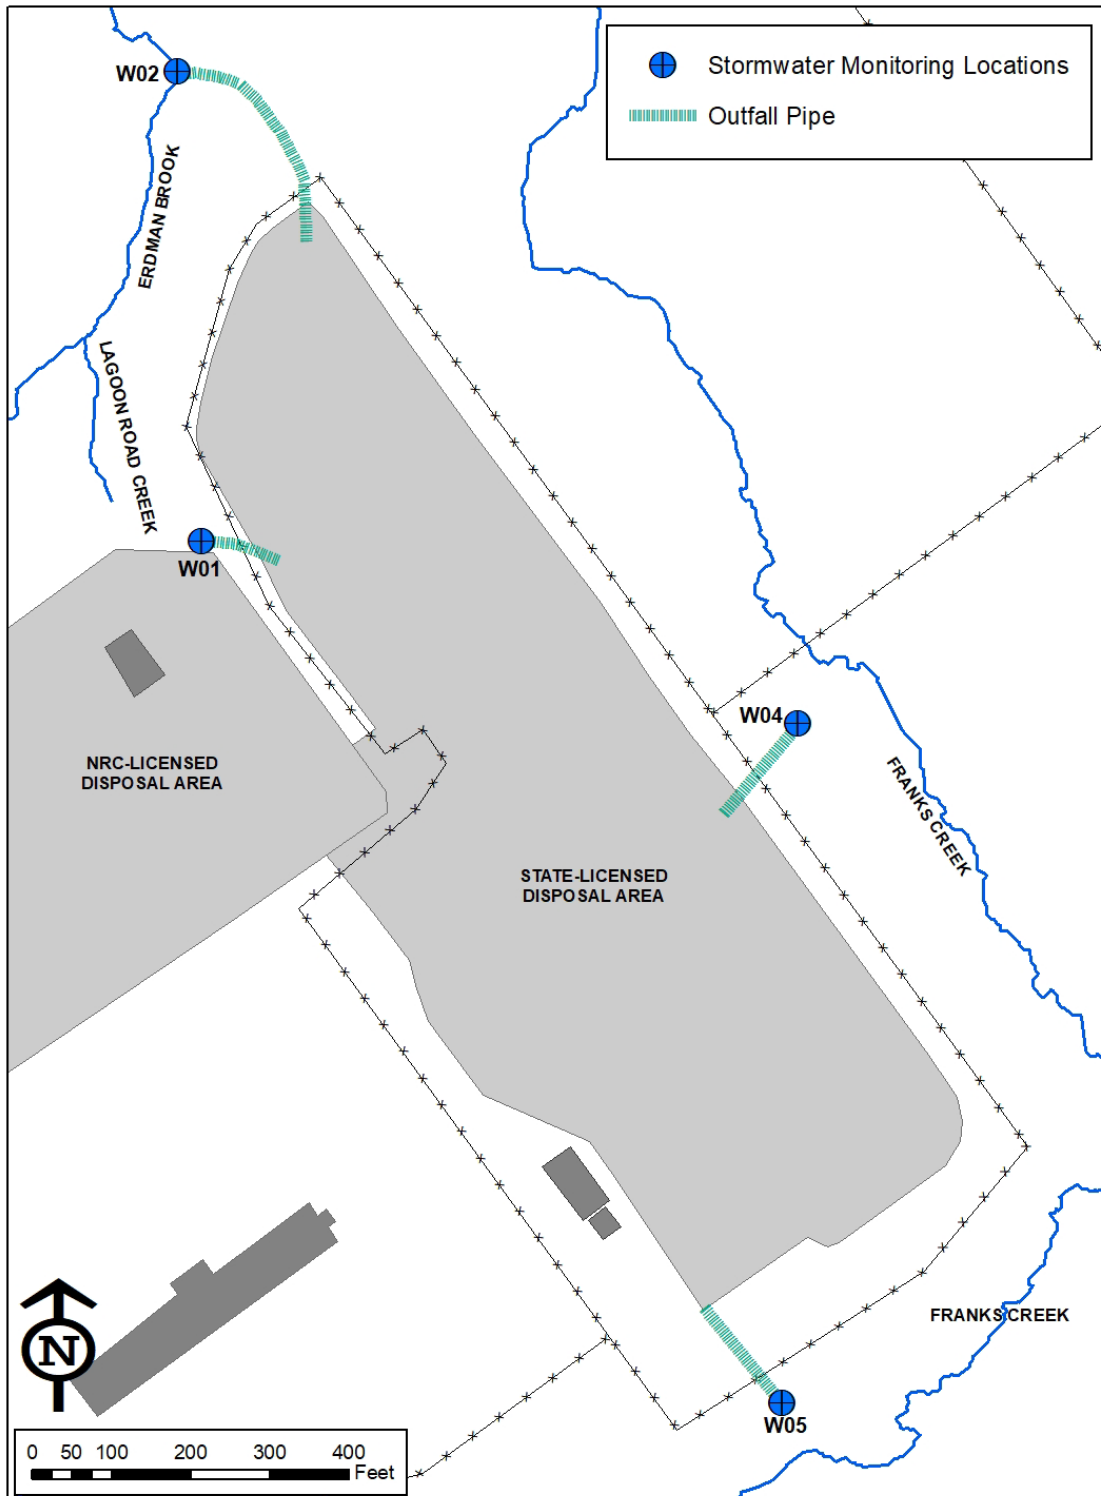 Stormwater Monitoring Locations
Outfall Pipe
W02
ERDMAN BROOK
LAGOON ROAD CREEK
W01
W04
NRC-LICENSED
DISPOSAL AREA
FRANKS CREEK
STATE-LICENSED
DISPOSAL AREA
FRANKS CREEK
N
W05
0 50 100 200 300 400
Feet